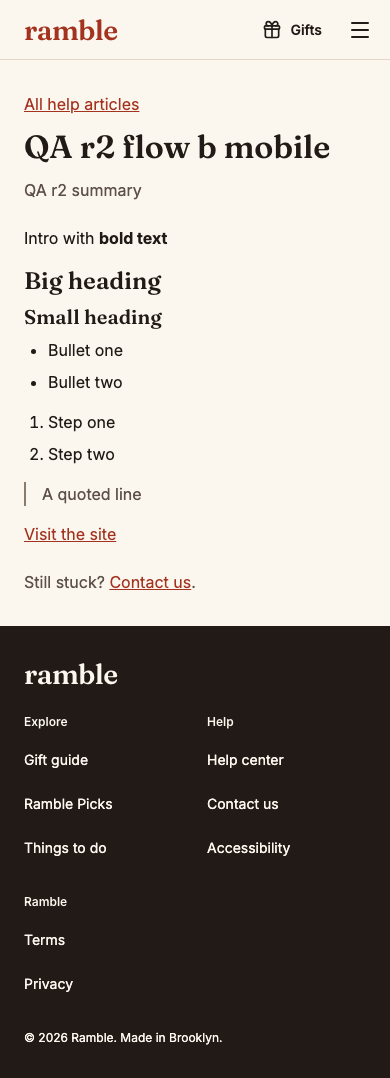 ramble
Gifts
All help articles
QA r2 flow b mobile
QA r2 summary
Intro with bold text
Big heading
Small heading
• Bullet one
• Bullet two
1. Step one
2. Step two
A quoted line
Visit the site
Still stuck? Contact us.
ramble
Explore
Gift guide
Ramble Picks
Things to do
Help
Help center
Contact us
Accessibility
Ramble
Terms
Privacy
© 2026 Ramble. Made in Brooklyn.